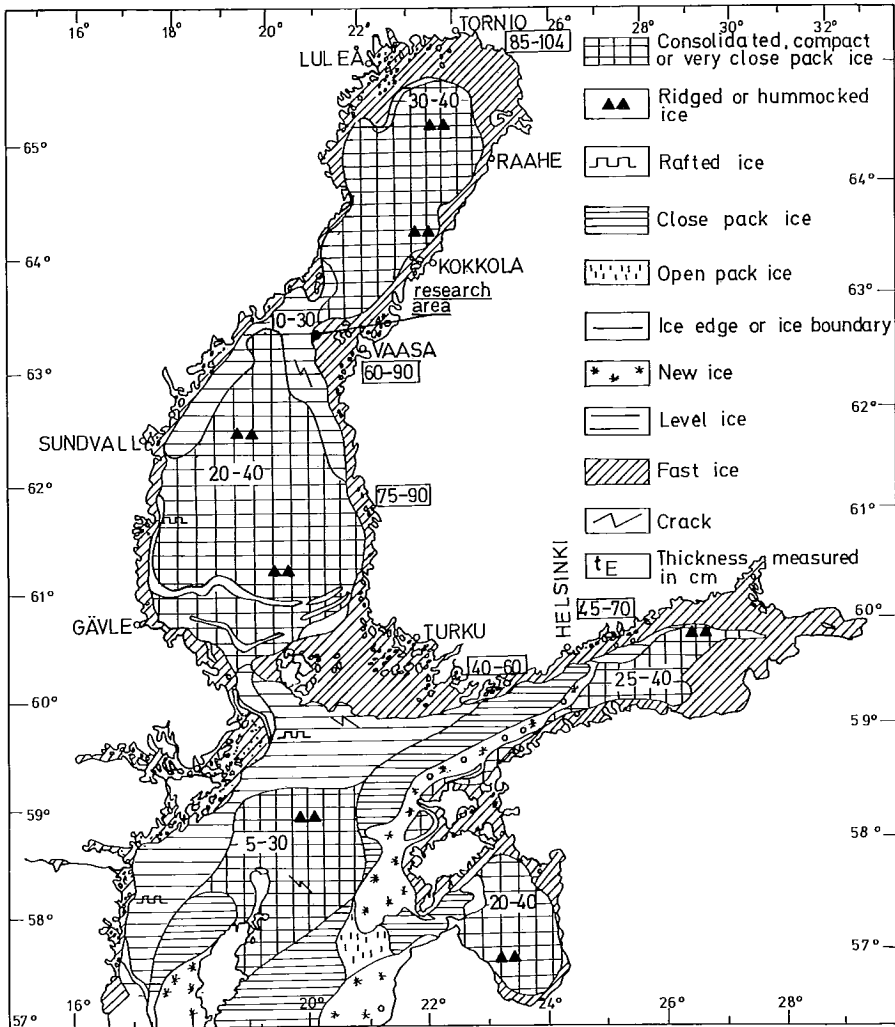 18° 20° 22° 26° 28° 30° 32°
TORNIO
85-104
LULEÅ
30-40
65°
RAAHE
64°
KOKKOLA
research
area
0-30
VAASA
60-90
63°
SUNDVALL
20-40
62°
75-90
61°
GÄVLE
TURKU
HELSINKI
45-70
40-60
60°
25-40
59°
5-30
58°
20-40
57°
16° 18° 20° 22° 24° 26° 28°
Consolidated, compact
or very close pack ice
Ridged or hummocked
ice
Rafted ice
64°
Close pack ice
Open pack ice
63°
Ice edge or ice boundary
New ice
62°
Level ice
Fast ice
61°
Crack
tE Thickness measured
in cm
60°
59°
58°
57°